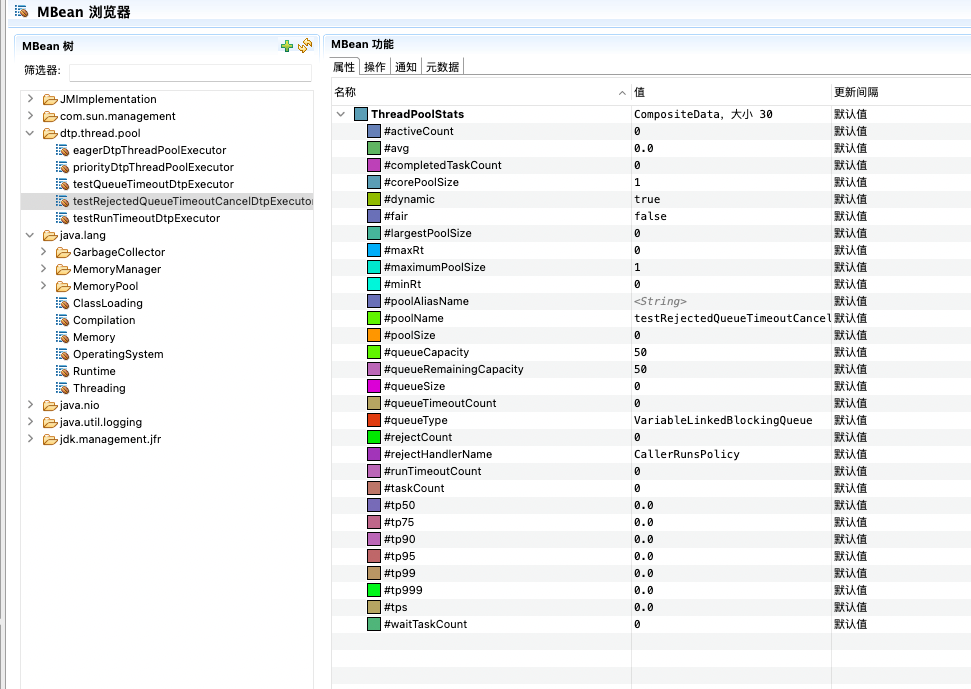 MBean 浏览器
MBean 树
筛选器:
JMImplementation
com.sun.management
dtp.thread.pool
eagerDtpThreadPoolExecutor
priorityDtpThreadPoolExecutor
testQueueTimeoutDtpExecutor
testRejectedQueueTimeoutCancelDtpExecutor
testRunTimeoutDtpExecutor
java.lang
GarbageCollector
MemoryManager
MemoryPool
ClassLoading
Compilation
Memory
OperatingSystem
Runtime
Threading
java.nio
java.util.logging
jdk.management.jfr
MBean 功能
属性 操作 通知 元数据
名称 值 更新间隔
ThreadPoolStats CompositeData, 大小 30 默认值
#activeCount 0 默认值
#avg 0.0 默认值
#completedTaskCount 0 默认值
#corePoolSize 1 默认值
#dynamic true 默认值
#fair false 默认值
#largestPoolSize 0 默认值
#maxRt 0 默认值
#maximumPoolSize 1 默认值
#minRt 0 默认值
#poolAliasName <String> 默认值
#poolName testRejectedQueueTimeoutCancel 默认值
#poolSize 0 默认值
#queueCapacity 50 默认值
#queueRemainingCapacity 50 默认值
#queueSize 0 默认值
#queueTimeoutCount 0 默认值
#queueType VariableLinkedBlockingQueue 默认值
#rejectCount 0 默认值
#rejectHandlerName CallerRunsPolicy 默认值
#runTimeoutCount 0 默认值
#taskCount 0 默认值
#tp50 0.0 默认值
#tp75 0.0 默认值
#tp90 0.0 默认值
#tp95 0.0 默认值
#tp99 0.0 默认值
#tp999 0.0 默认值
#tps 0.0 默认值
#waitTaskCount 0 默认值